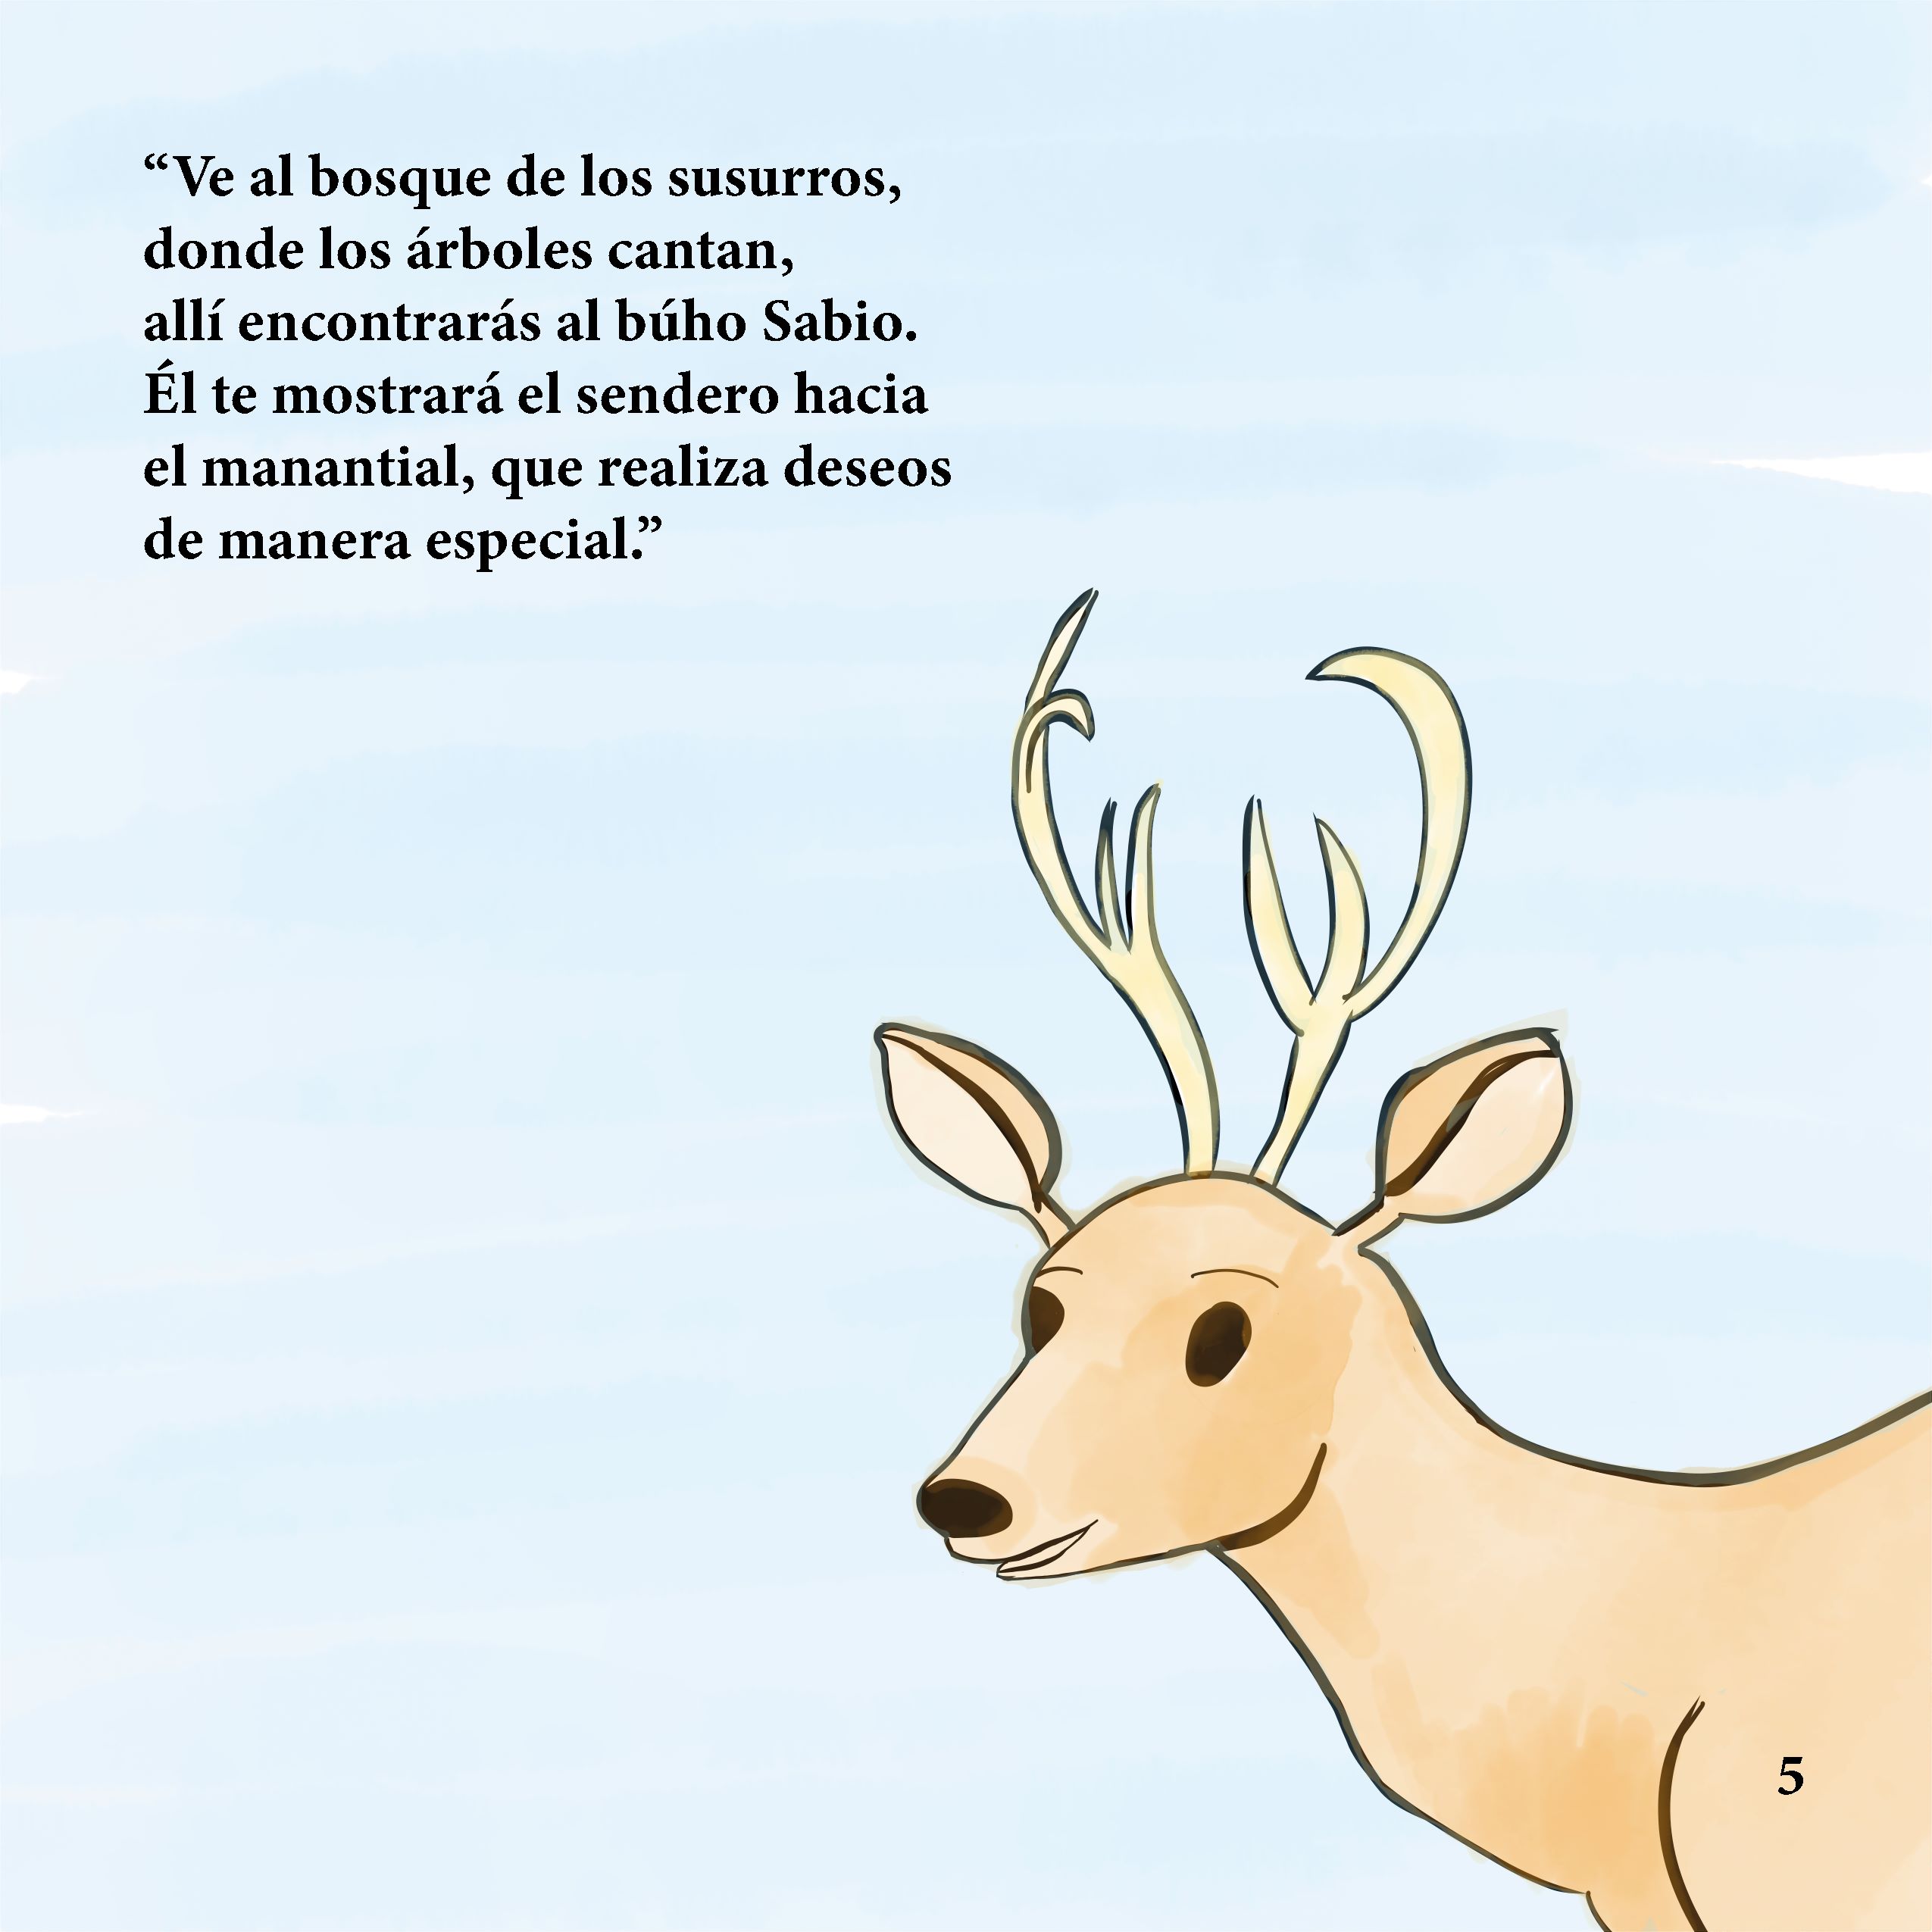 “Ve al bosque de los susurros,
donde los árboles cantan,
allí encontrarás al búho Sabio.
Él te mostrará el sendero hacia
el manantial, que realiza deseos
de manera especial.”
5